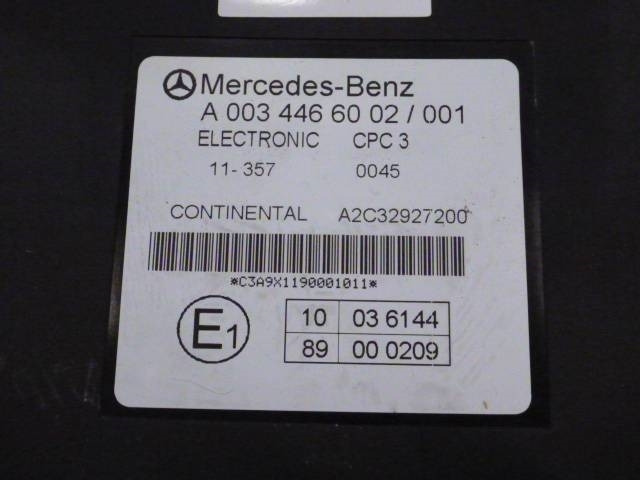 Mercedes-Benz
A 003 446 60 02 / 001
ELECTRONIC CPC 3
11- 357 0045
CONTINENTAL A2C32927200
*C3A9X1190001011*
E1
10 03 6144
89 00 0209